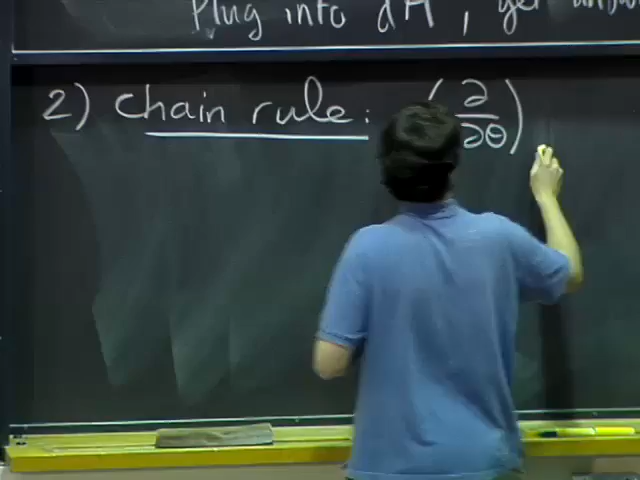 Plug into dA, get
2) Chain rule: (∂/∂θ)